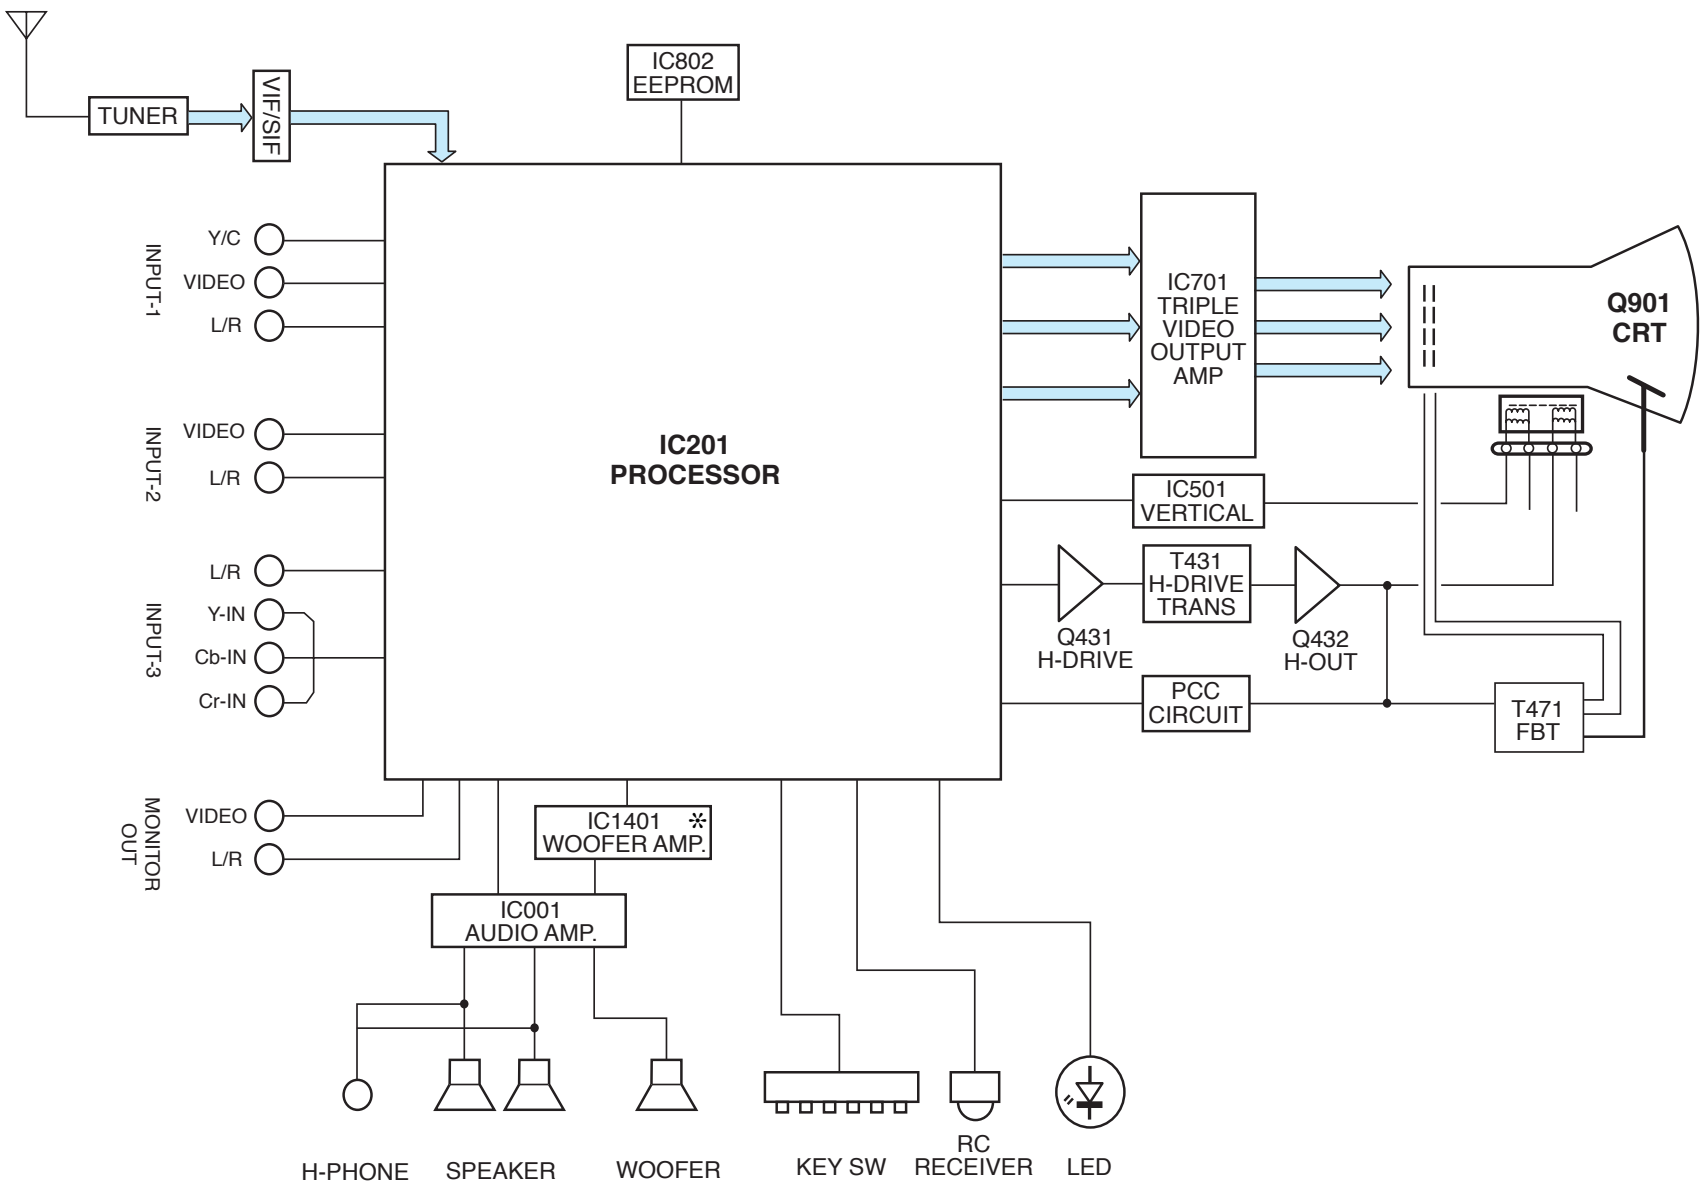 IC802
EEPROM
TUNER
VIF/SIF
INPUT-1
Y/C
VIDEO
L/R
INPUT-2
VIDEO
L/R
INPUT-3
L/R
Y-IN
Cb-IN
Cr-IN
MONITOR
OUT
VIDEO
L/R
IC201
PROCESSOR
IC701
TRIPLE
VIDEO
OUTPUT
AMP
Q901
CRT
IC501
VERTICAL
T431
H-DRIVE
TRANS
Q431
H-DRIVE
Q432
H-OUT
PCC
CIRCUIT
T471
FBT
IC1401 *
WOOFER AMP.
IC001
AUDIO AMP.
H-PHONE
SPEAKER
WOOFER
KEY SW
RC
RECEIVER
LED